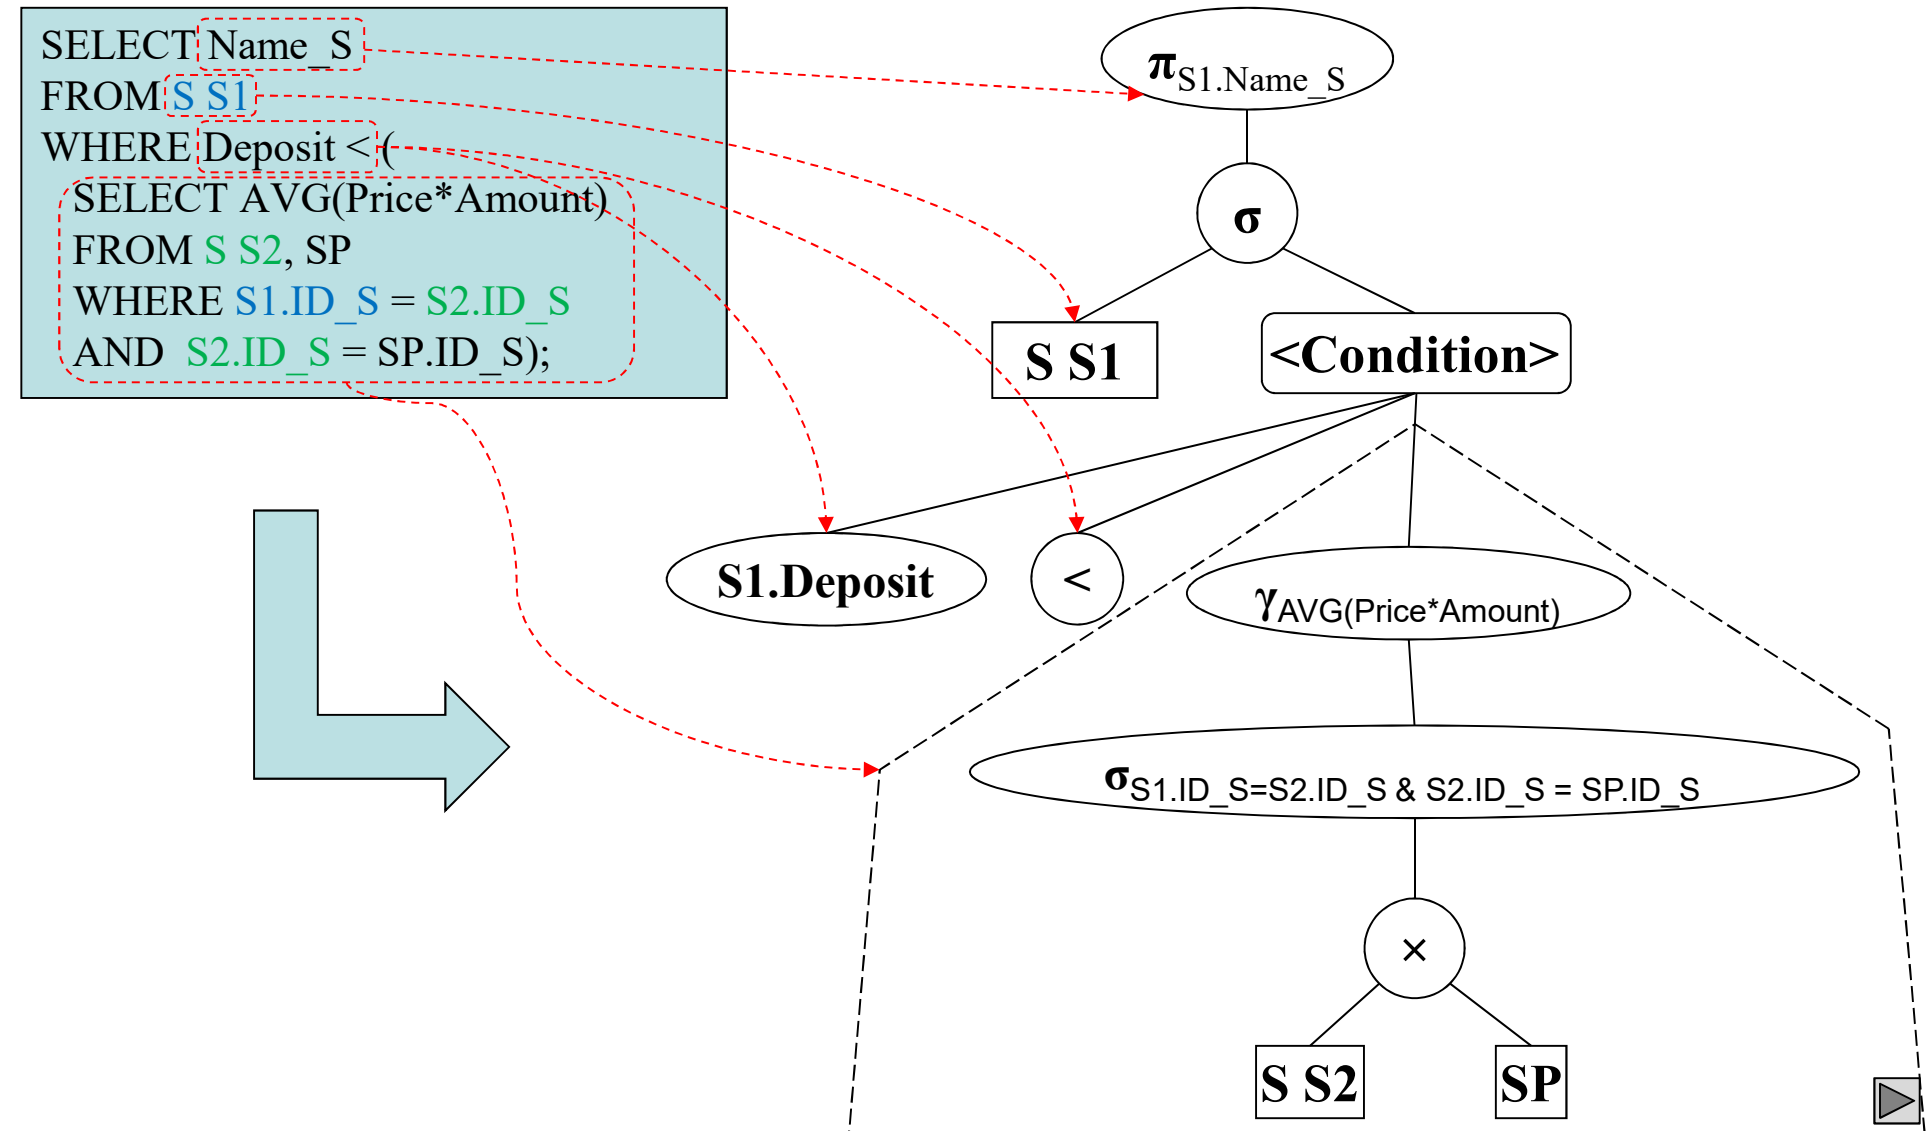 SELECT Name_S
FROM S S1
WHERE Deposit < (
SELECT AVG(Price*Amount)
FROM S S2, SP
WHERE S1.ID_S = S2.ID_S
AND S2.ID_S = SP.ID_S);
πS1.Name_S
σ
S S1
<Condition>
S1.Deposit
<
γAVG(Price*Amount)
σS1.ID_S=S2.ID_S & S2.ID_S = SP.ID_S
×
S S2
SP